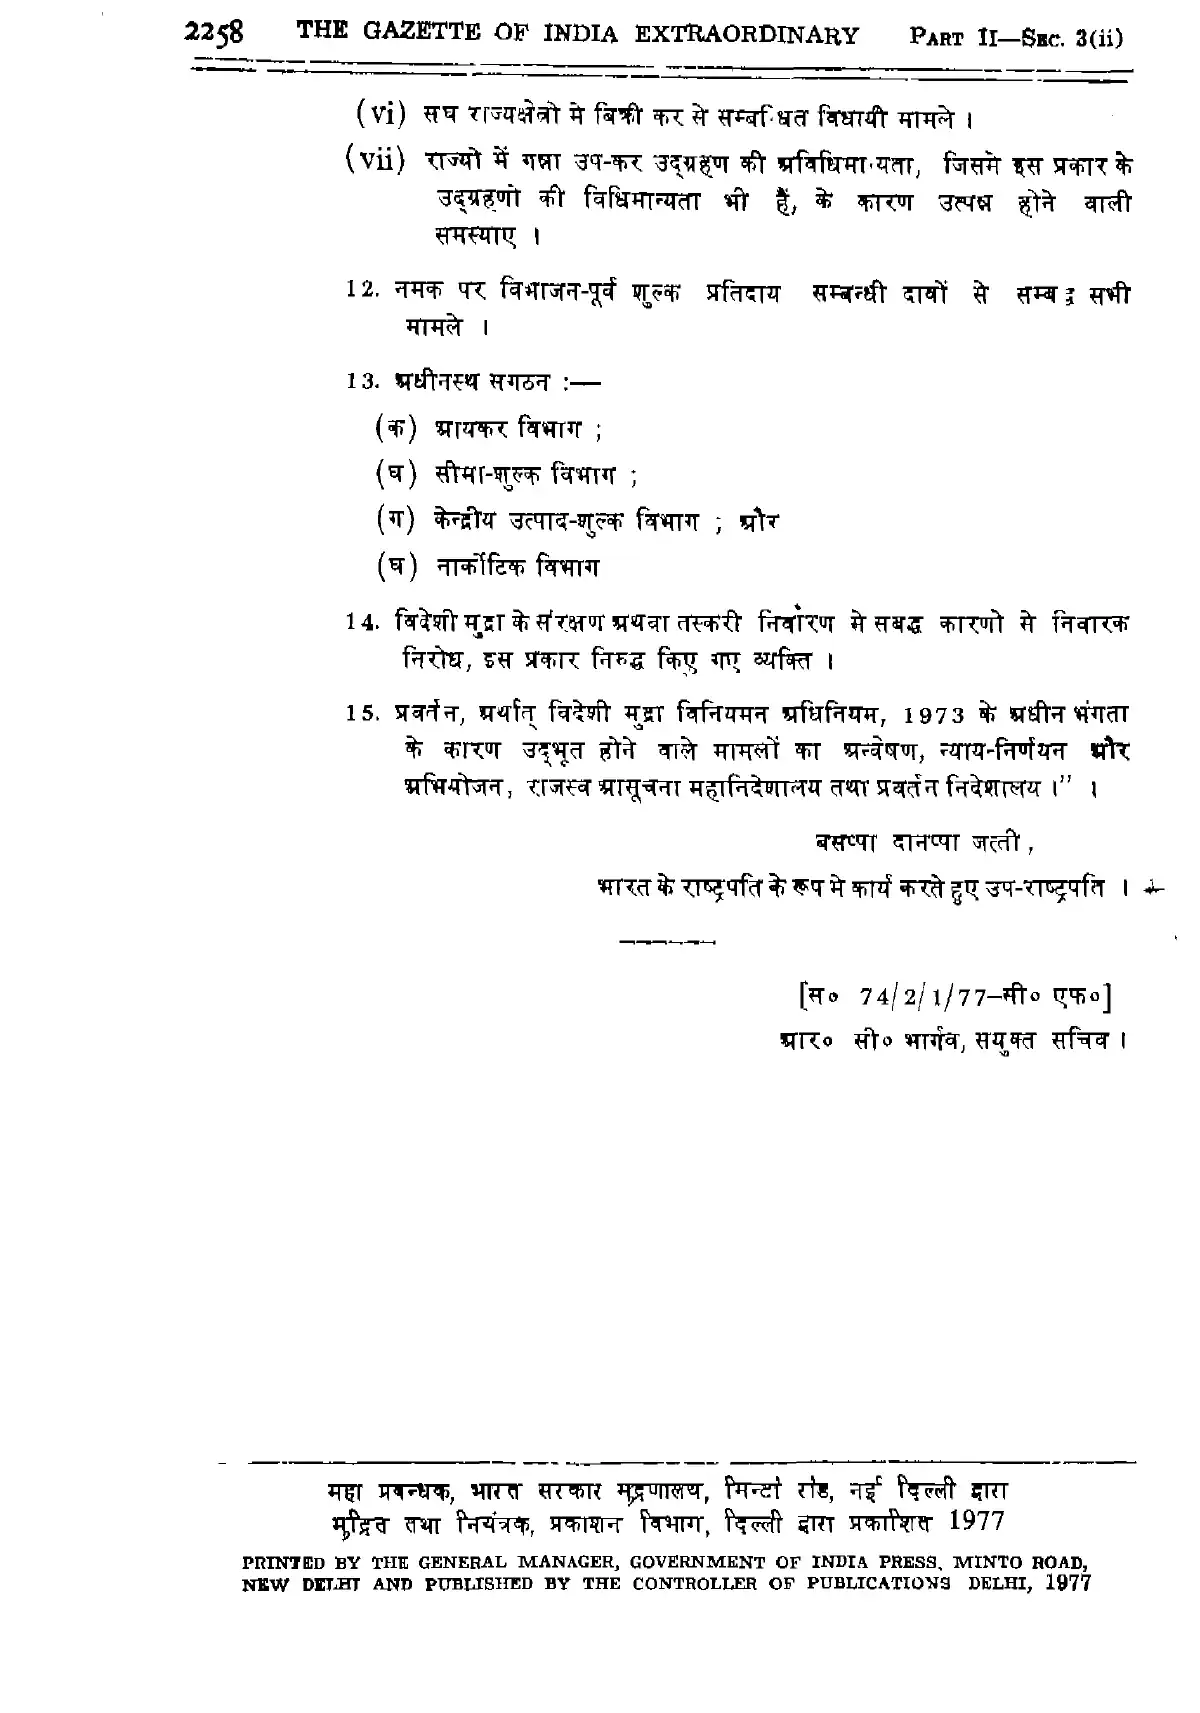 2258 THE GAZETTE OF INDIA EXTRAORDINARY PART II—SEC. 3(ii)
(vi) संघ राज्यक्षेत्रो मे बिक्री कर से सम्बन्धित विधायी मामले ।
(vii) राज्यो में गन्ना उप-कर उद्ग्रहण की प्रविधिमान्यता, जिसमे इस प्रकार के
उद्ग्रहणो की विधिमान्यता भी हैं, के कारण उत्पन्न होने वाली
समस्याए ।
12. नमक पर विभाजन-पूर्व शुल्क प्रतिदाय सम्बन्धी दावों से सम्बद्ध सभी
मामले ।
13. अधीनस्थ सगठन :—
(क) आयकर विभाग ;
(ख) सीमा-शुल्क विभाग ;
(ग) केन्द्रीय उत्पाद-शुल्क विभाग ; और
(घ) नार्कोटिक विभाग
14. विदेशी मुद्रा के संरक्षण अथवा तस्करी निवारण मे सबद्ध कारणो से निवारक
निरोध, इस प्रकार निरुद्ध किए गए व्यक्ति ।
15. प्रवर्तन, अर्थात् विदेशी मुद्रा विनियमन अधिनियम, 1973 के अधीन भंगता
के कारण उद्भूत होने वाले मामलों का अन्वेषण, न्याय-निर्णयन और
अभियोजन, राजस्व आसूचना महानिदेशालय तथा प्रवर्तन निदेशालय ।” ।
बसप्पा दानप्पा जत्ती,
भारत के राष्ट्रपति के रूप मे कार्य करते हुए उप-राष्ट्रपति ।
[स० 74/2/1/77-सी० एफ०]
आर० सी० भार्गव, सयुक्त सचिव ।
महा प्रबन्धक, भारत सरकार मुद्रणालय, मिन्टो रोड, नई दिल्ली द्वारा
मुद्रित तथा नियंत्रक, प्रकाशन विभाग, दिल्ली द्वारा प्रकाशित 1977
PRINTED BY THE GENERAL MANAGER, GOVERNMENT OF INDIA PRESS, MINTO ROAD,
NEW DELHI AND PUBLISHED BY THE CONTROLLER OF PUBLICATIONS DELHI, 1977